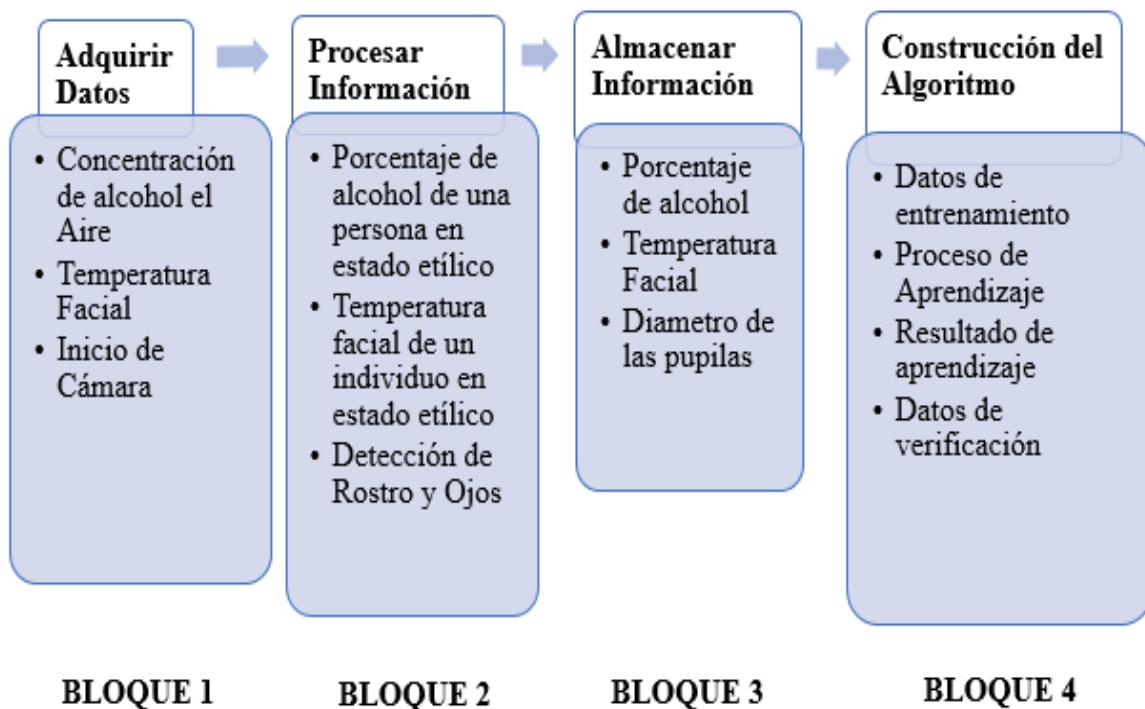 Adquirir
Datos
• Concentración
de alcohol el
Aire
• Temperatura
Facial
• Inicio de
Cámara
BLOQUE 1
Procesar
Información
• Porcentaje de
alcohol de una
persona en
estado etílico
• Temperatura
facial de un
individuo en
estado etílico
• Detección de
Rostro y Ojos
BLOQUE 2
Almacenar
Información
• Porcentaje
de alcohol
• Temperatura
Facial
• Diametro de
las pupilas
BLOQUE 3
Construcción del
Algoritmo
• Datos de
entrenamiento
• Proceso de
Aprendizaje
• Resultado de
aprendizaje
• Datos de
verificación
BLOQUE 4